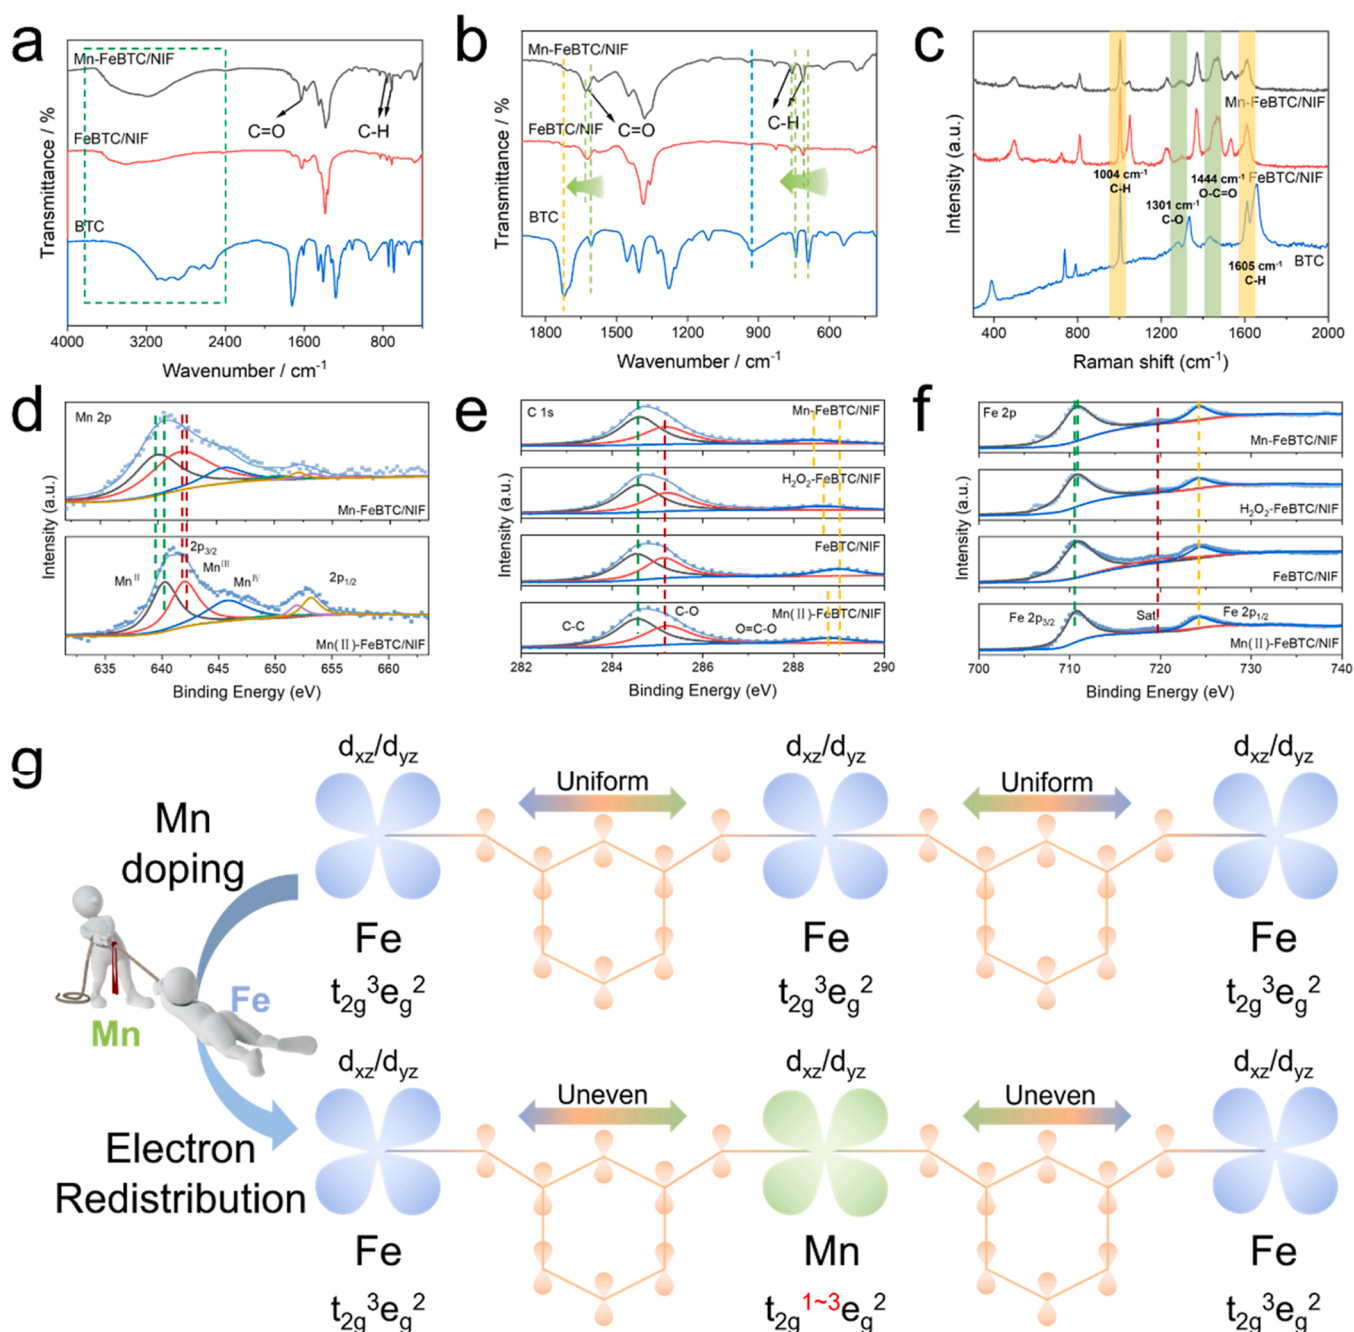 a
Mn-FeBTC/NIF
C=O
C-H
FeBTC/NIF
BTC
Transmittance / %
4000 3200 2400 1600 800
Wavenumber / cm⁻¹
b
Mn-FeBTC/NIF
C=O
C-H
FeBTC/NIF
BTC
Transmittance / %
1800 1500 1200 900 600
Wavenumber / cm⁻¹
c
Mn-FeBTC/NIF
1004 cm⁻¹
C-H
1444 cm⁻¹
O-C=O
FeBTC/NIF
1301 cm⁻¹
C-O
BTC
1605 cm⁻¹
C-H
Intensity (a.u.)
400 800 1200 1600 2000
Raman shift (cm⁻¹)
d
Mn 2p
Mn-FeBTC/NIF
2p3/2
Mn^II
Mn^III
Mn^IV
2p1/2
Mn(II)-FeBTC/NIF
Intensity (a.u.)
635 640 645 650 655 660
Binding Energy (eV)
e
C 1s
Mn-FeBTC/NIF
H₂O₂-FeBTC/NIF
FeBTC/NIF
Mn(II)-FeBTC/NIF
C-C
C-O
O=C-O
Intensity (a.u.)
282 284 286 288 290
Binding Energy (eV)
f
Fe 2p
Mn-FeBTC/NIF
H₂O₂-FeBTC/NIF
FeBTC/NIF
Fe 2p3/2
Sat
Fe 2p1/2
Mn(II)-FeBTC/NIF
Intensity (a.u.)
700 710 720 730 740
Binding Energy (eV)
g
dxz/dyz
dxz/dyz
dxz/dyz
Uniform
Uniform
Mn
doping
Fe
Fe
Fe
t2g³eg²
t2g³eg²
t2g³eg²
Fe
Mn
dxz/dyz
dxz/dyz
dxz/dyz
Uneven
Uneven
Electron
Redistribution
Fe
Mn
Fe
t2g³eg²
t2g¹~³eg²
t2g³eg²